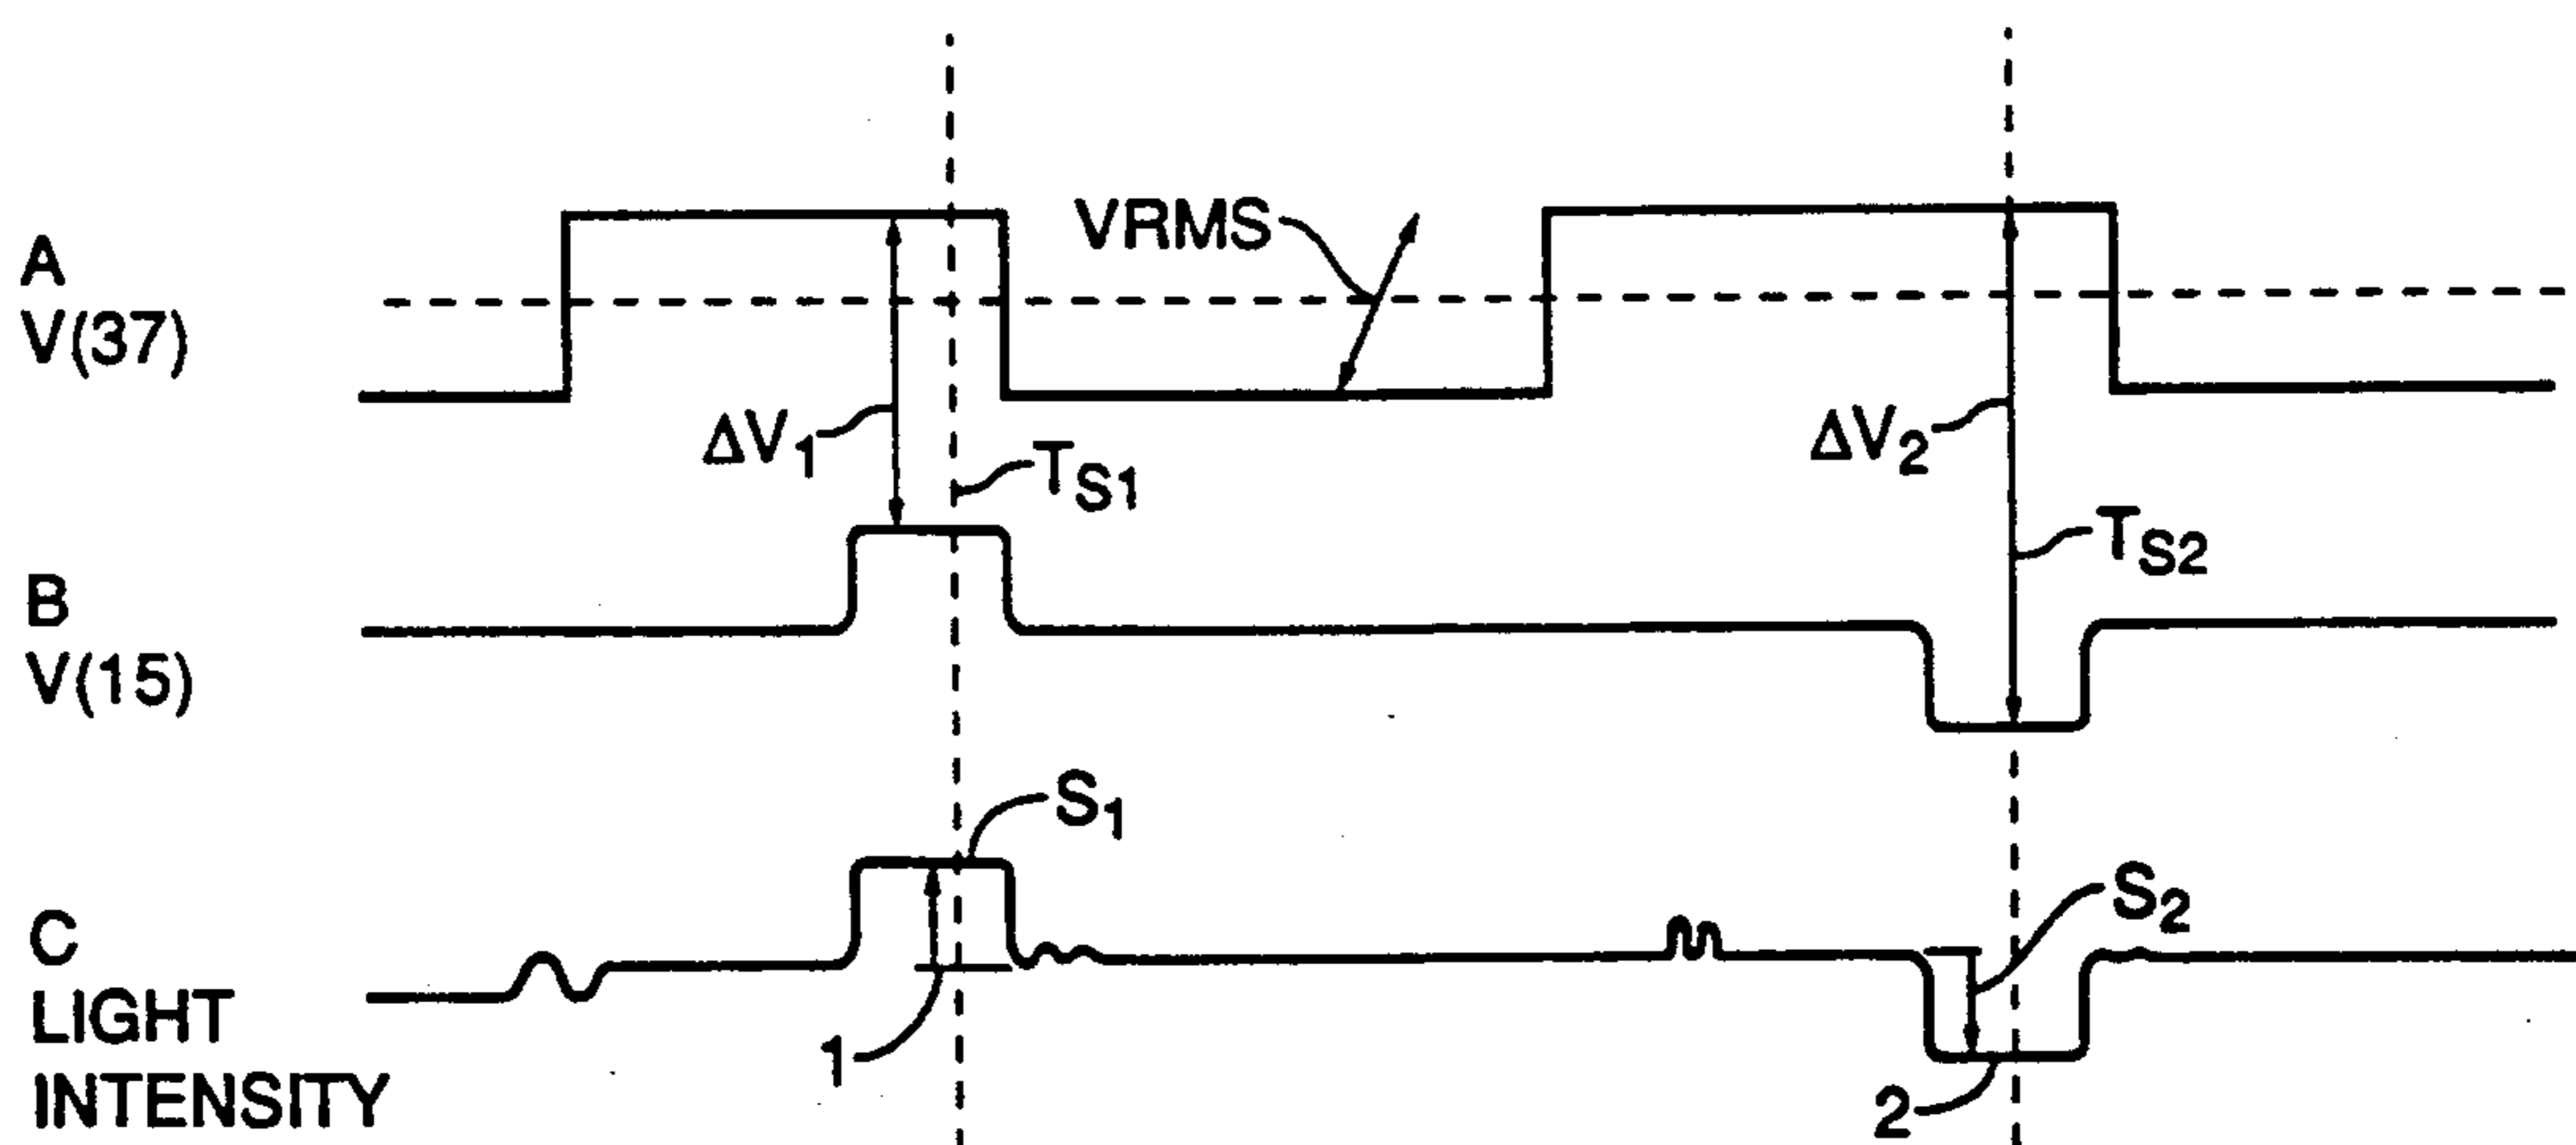 A
V(37)
VRMS
ΔV1
TS1
ΔV2
TS2
B
V(15)
S1
C
LIGHT
INTENSITY
1
S2
2